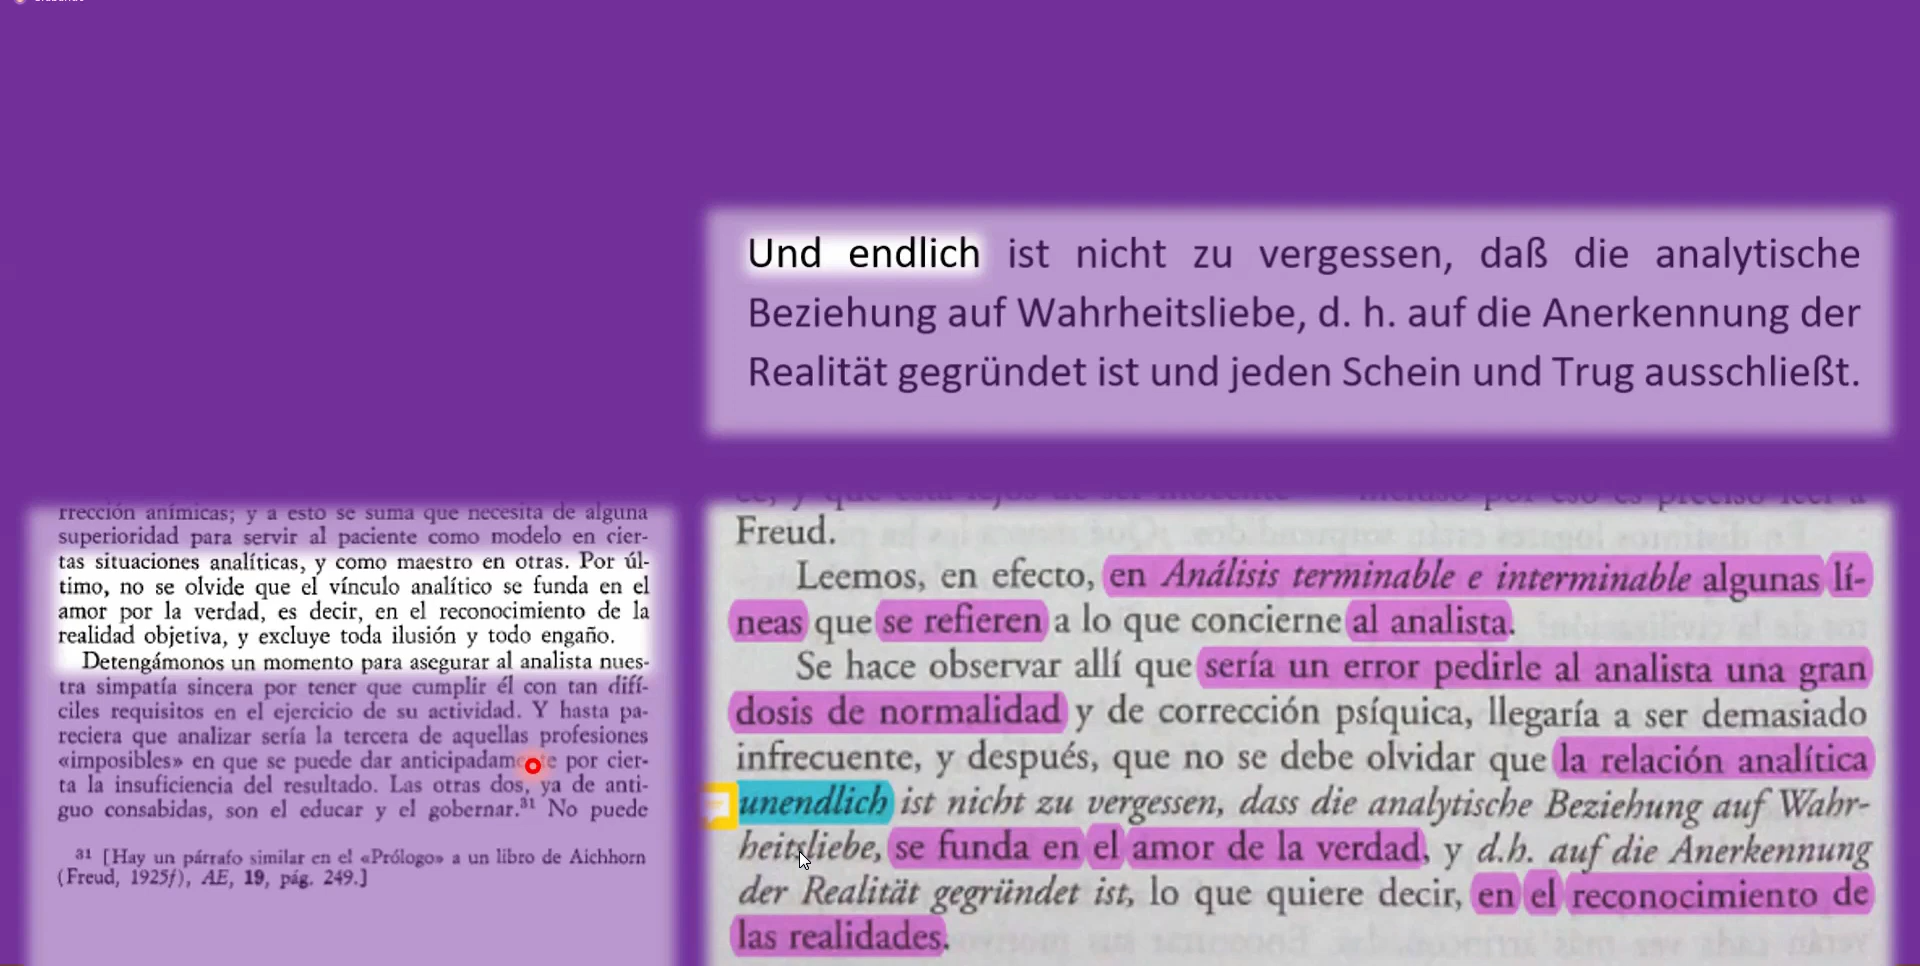 Und endlich ist nicht zu vergessen, daß die analytische
Beziehung auf Wahrheitsliebe, d. h. auf die Anerkennung der
Realität gegründet ist und jeden Schein und Trug ausschließt.
rrección anímicas; y a esto se suma que necesita de alguna
superioridad para servir al paciente como modelo en cier-
tas situaciones analíticas, y como maestro en otras. Por úl-
timo, no se olvide que el vínculo analítico se funda en el
amor por la verdad, es decir, en el reconocimiento de la
realidad objetiva, y excluye toda ilusión y todo engaño.
Detengámonos un momento para asegurar al analista nues-
tra simpatía sincera por tener que cumplir él con tan difí-
ciles requisitos en el ejercicio de su actividad. Y hasta pa-
reciera que analizar sería la tercera de aquellas profesiones
«imposibles» en que se puede dar anticipadamente por cier-
ta la insuficiencia del resultado. Las otras dos, ya de anti-
guo consabidas, son el educar y el gobernar.³¹ No puede
³¹ [Hay un párrafo similar en el «Prólogo» a un libro de Aichhorn
(Freud, 1925f), AE, 19, pág. 249.]
Freud.
Leemos, en efecto, en Análisis terminable e interminable algunas lí-
neas que se refieren a lo que concierne al analista.
Se hace observar allí que sería un error pedirle al analista una gran
dosis de normalidad y de corrección psíquica, llegaría a ser demasiado
infrecuente, y después, que no se debe olvidar que la relación analítica
unendlich ist nicht zu vergessen, dass die analytische Beziehung auf Wahr-
heitsliebe, se funda en el amor de la verdad, y d.h. auf die Anerkennung
der Realität gegründet ist, lo que quiere decir, en el reconocimiento de
las realidades.